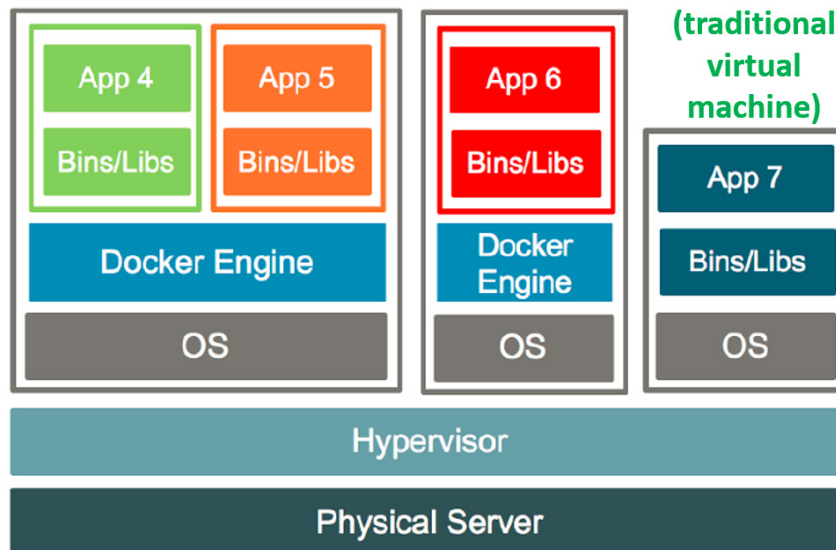 (traditional
virtual
machine)
App 4
Bins/Libs
App 5
Bins/Libs
Docker Engine
OS
App 6
Bins/Libs
Docker
Engine
OS
App 7
Bins/Libs
OS
Hypervisor
Physical Server